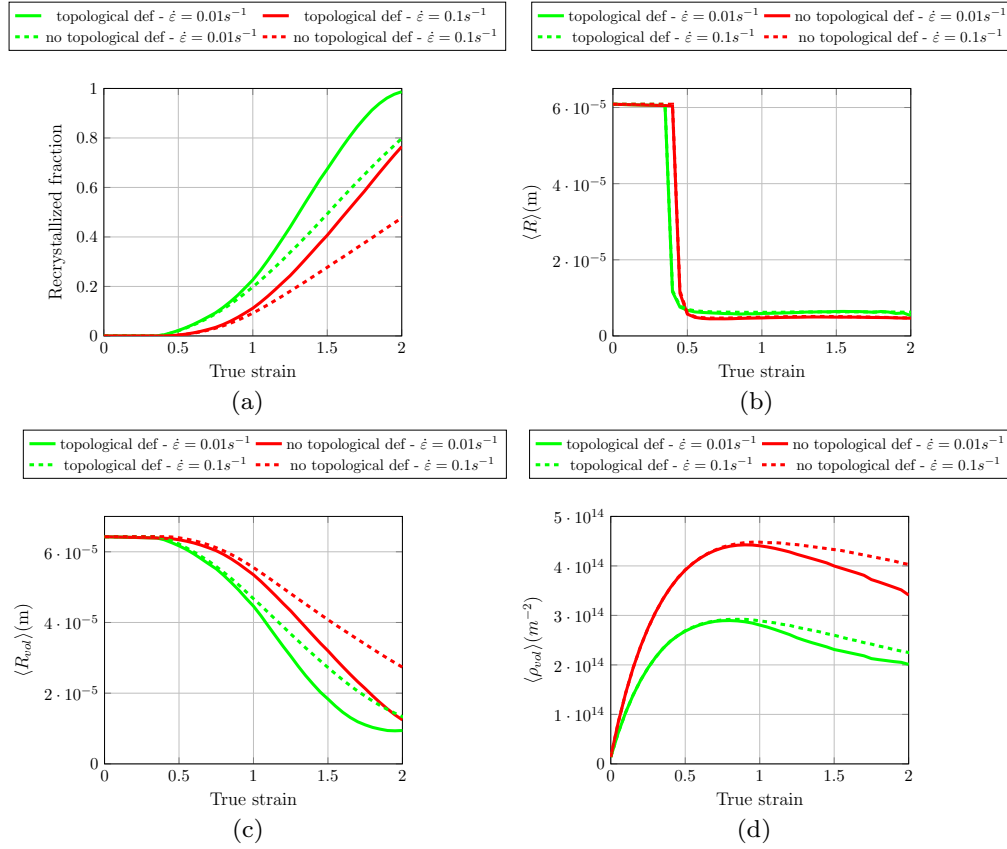 topological def - ε̇ = 0.01s⁻¹ topological def - ε̇ = 0.1s⁻¹
no topological def - ε̇ = 0.01s⁻¹ no topological def - ε̇ = 0.1s⁻¹
1
0.8
0.6
0.4
0.2
0
Recrystallized fraction
0 0.5 1 1.5 2
True strain
(a)
topological def - ε̇ = 0.01s⁻¹ no topological def - ε̇ = 0.01s⁻¹
topological def - ε̇ = 0.1s⁻¹ no topological def - ε̇ = 0.1s⁻¹
6 · 10⁻⁵
4 · 10⁻⁵
2 · 10⁻⁵
0
⟨R⟩(m)
0 0.5 1 1.5 2
True strain
(b)
topological def - ε̇ = 0.01s⁻¹ no topological def - ε̇ = 0.01s⁻¹
topological def - ε̇ = 0.1s⁻¹ no topological def - ε̇ = 0.1s⁻¹
6 · 10⁻⁵
4 · 10⁻⁵
2 · 10⁻⁵
0
⟨R_vol⟩(m)
0 0.5 1 1.5 2
True strain
(c)
topological def - ε̇ = 0.01s⁻¹ no topological def - ε̇ = 0.01s⁻¹
topological def - ε̇ = 0.1s⁻¹ no topological def - ε̇ = 0.1s⁻¹
5 · 10¹⁴
4 · 10¹⁴
3 · 10¹⁴
2 · 10¹⁴
1 · 10¹⁴
0
⟨ρ_vol⟩(m⁻²)
0 0.5 1 1.5 2
True strain
(d)